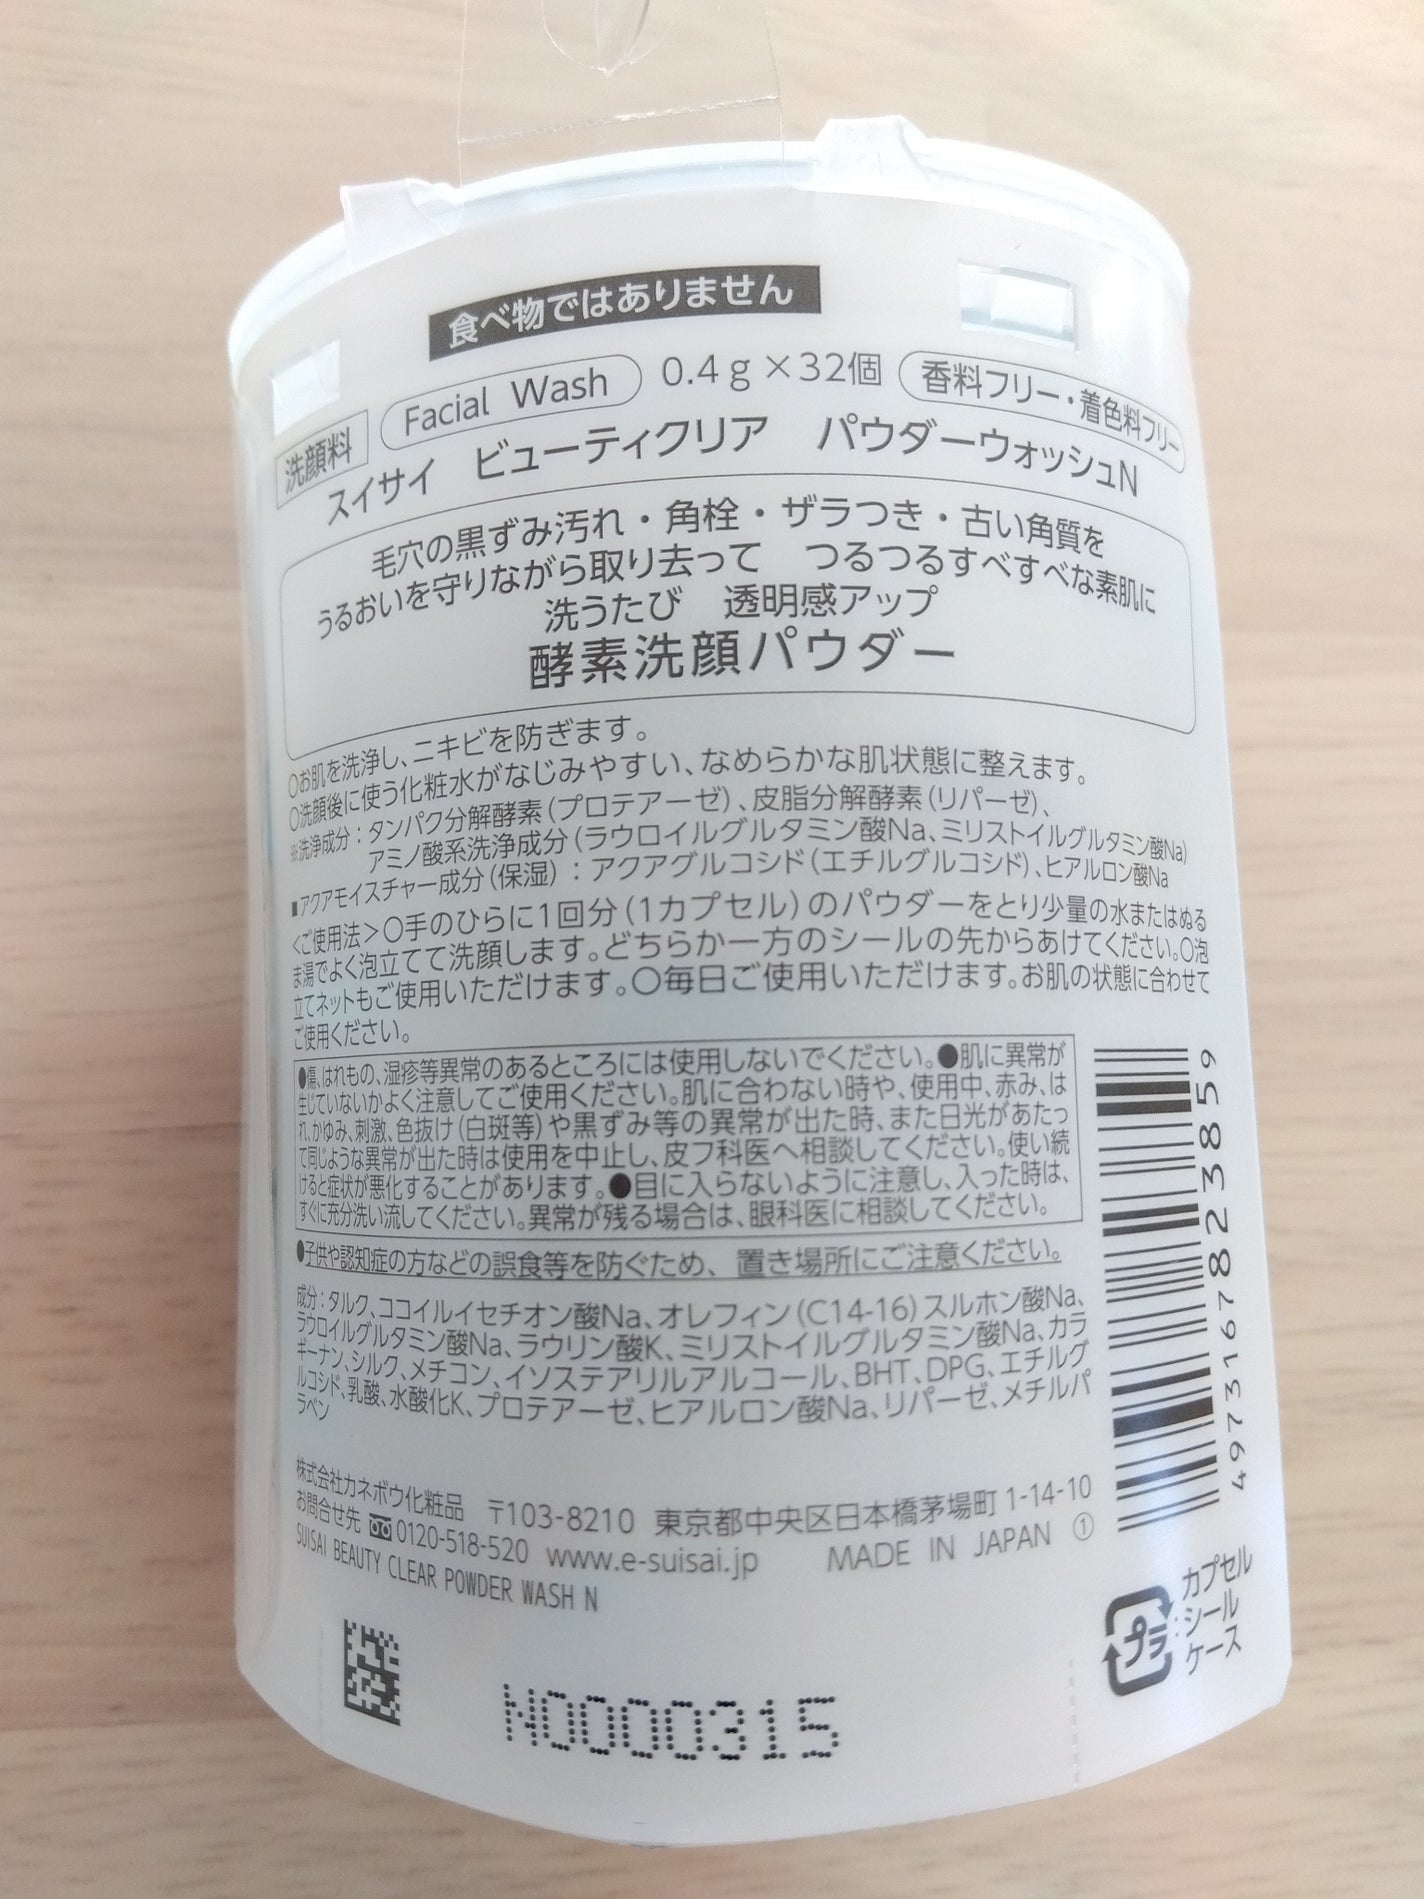 食べ物ではありません
洗顔料 Facial Wash 0.4g×32個 香料フリー・着色料フリー
スイサイ ビューティクリア パウダーウォッシュN
毛穴の黒ずみ汚れ・角栓・ザラつき・古い角質を
うるおいを守りながら取り去って つるつるすべすべな素肌に
洗うたび 透明感アップ
酵素洗顔パウダー
○お肌を洗浄し、ニキビを防ぎます。
○洗顔後に使う化粧水がなじみやすい、なめらかな肌状態に整えます。
※洗浄成分：タンパク分解酵素(プロテアーゼ)、皮脂分解酵素(リパーゼ)、
アミノ酸系洗浄成分(ラウロイルグルタミン酸Na、ミリストイルグルタミン酸Na)
■アクアモイスチャー成分(保湿)：アクアグルコシド(エチルグルコシド)、ヒアルロン酸Na
<ご使用法>○手のひらに1回分(1カプセル)のパウダーをとり少量の水またはぬる
ま湯でよく泡立てて洗顔します。どちらか一方のシールの先からあけてください。○泡
立てネットもご使用いただけます。○毎日ご使用いただけます。お肌の状態に合わせて
ご使用ください。
●傷、はれもの、湿疹等異常のあるところには使用しないでください。●肌に異常が
生じていないかよく注意してご使用ください。肌に合わない時や、使用中、赤み、は
れ、かゆみ、刺激、色抜け(白斑等)や黒ずみ等の異常が出た時、また日光があたっ
て同じような異常が出た時は使用を中止し、皮フ科医へ相談してください。使い続
けると症状が悪化することがあります。●目に入らないように注意し、入った時は、
すぐに充分洗い流してください。異常が残る場合は、眼科医に相談してください。
●子供や認知症の方などの誤食等を防ぐため、置き場所にご注意ください。
成分：タルク、ココイルイセチオン酸Na、オレフィン(C14-16)スルホン酸Na、
ラウロイルグルタミン酸Na、ラウリン酸K、ミリストイルグルタミン酸Na、カラ
ギーナン、シルク、メチコン、イソステアリルアルコール、BHT、DPG、エチルグ
ルコシド、乳酸、水酸化K、プロテアーゼ、ヒアルロン酸Na、リパーゼ、メチルパ
ラベン
4973167823859
株式会社カネボウ化粧品 〒103-8210 東京都中央区日本橋茅場町1-14-10
お問合せ先 0120-518-520 www.e-suisai.jp MADE IN JAPAN ①
SUISAI BEAUTY CLEAR POWDER WASH N
プラ：カプセル
シール
ケース
N0000315